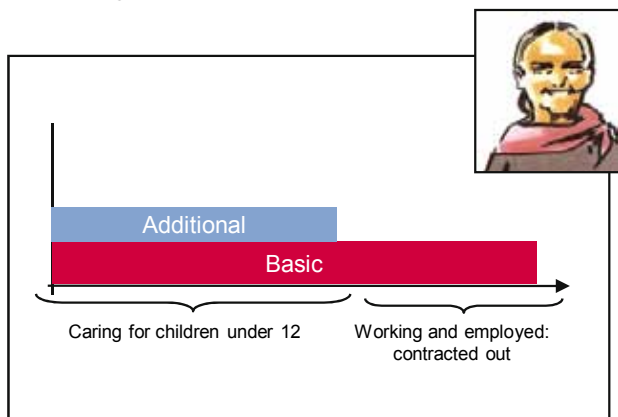 Additional
Basic
Caring for children under 12
Working and employed:
contracted out